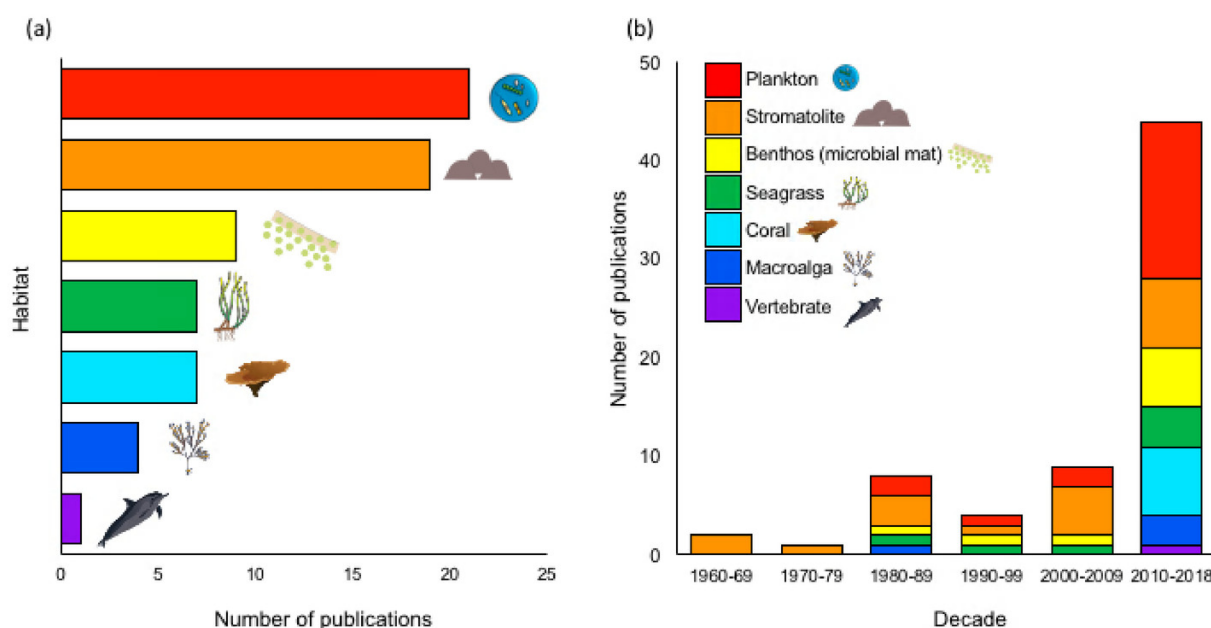 (a)
Habitat
0 5 10 15 20 25
Number of publications
(b)
50
40
30
20
10
0
Number of publications
Plankton
Stromatolite
Benthos (microbial mat)
Seagrass
Coral
Macroalga
Vertebrate
1960-69 1970-79 1980-89 1990-99 2000-2009 2010-2018
Decade